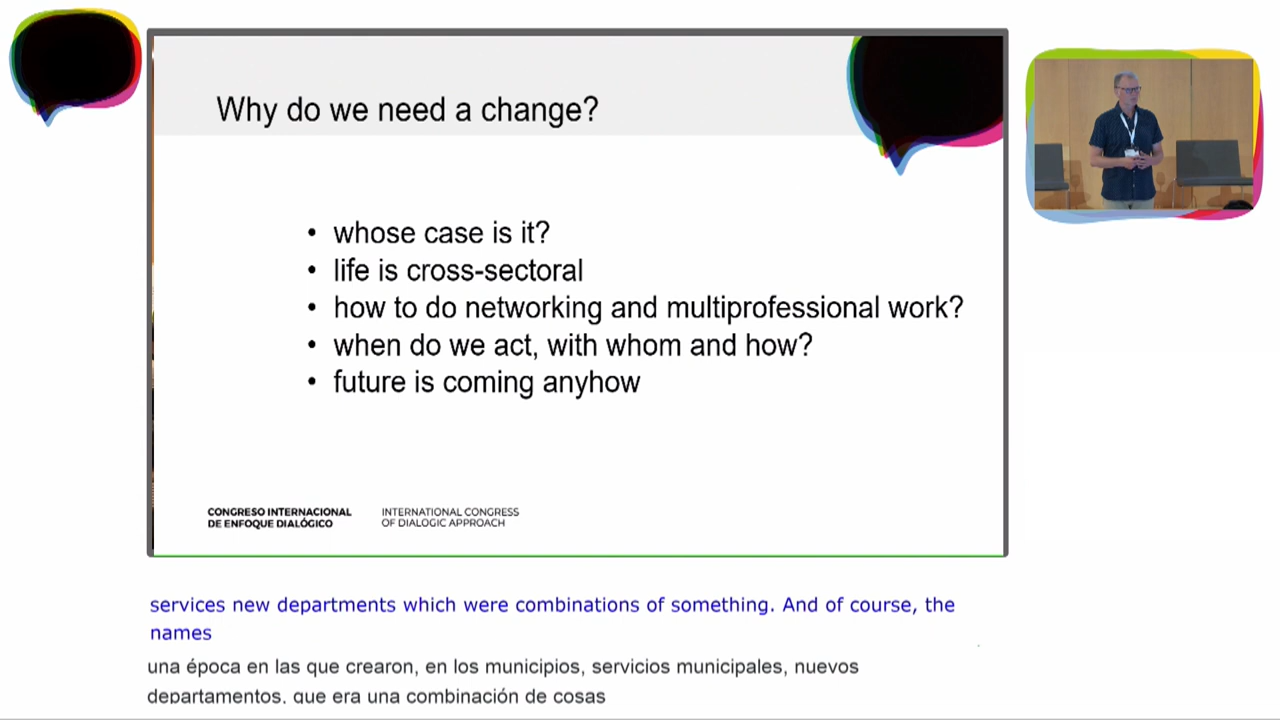 Why do we need a change?
• whose case is it?
• life is cross-sectoral
• how to do networking and multiprofessional work?
• when do we act, with whom and how?
• future is coming anyhow
CONGRESO INTERNACIONAL
DE ENFOQUE DIALÓGICO
INTERNATIONAL CONGRESS
OF DIALOGIC APPROACH
services new departments which were combinations of something. And of course, the
names
una época en las que crearon, en los municipios, servicios municipales, nuevos
departamentos. que era una combinación de cosas